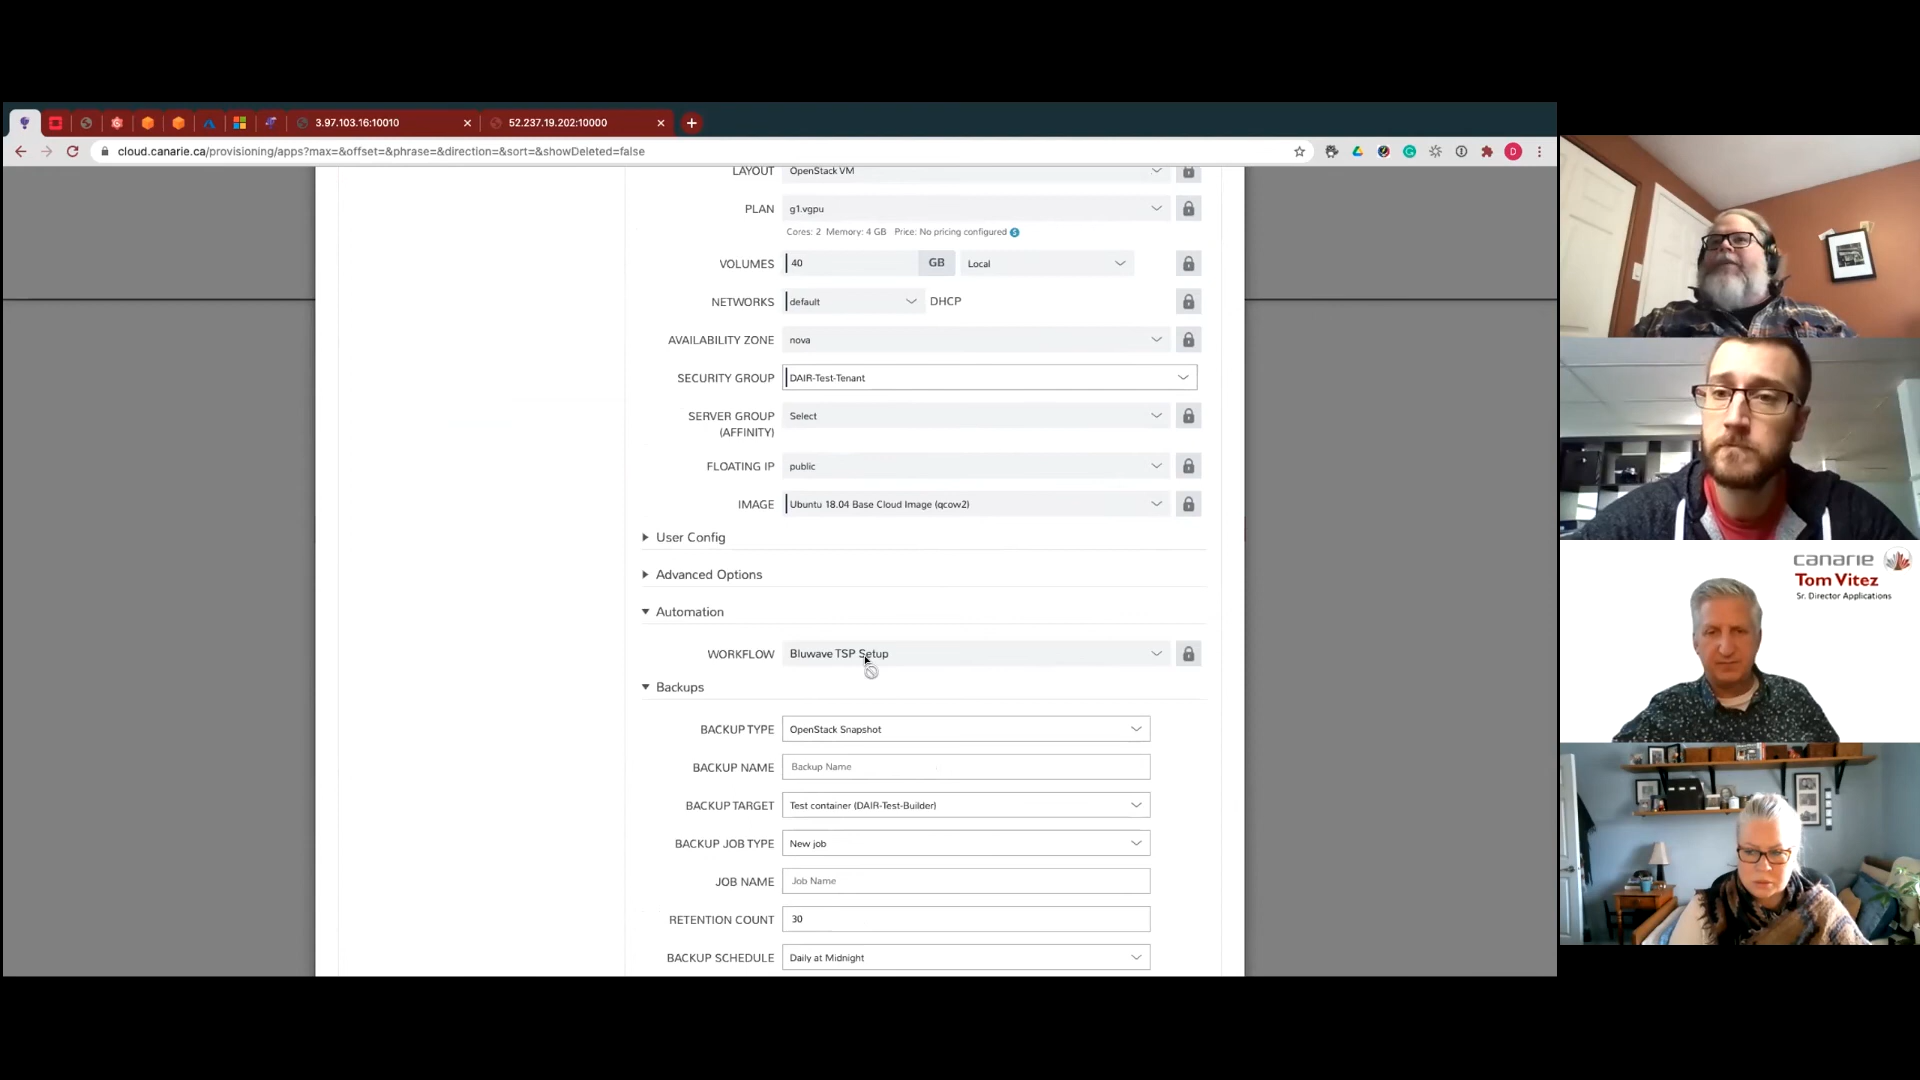 3.97.103.16:10010
52.237.19.202:10000
cloud.canarie.ca/provisioning/apps?max=&offset=&phrase=&direction=&sort=&showDeleted=false
D
LAYOUT OpenStack VM
PLAN g1.vgpu
Cores: 2 Memory: 4 GB Price: No pricing configured
VOLUMES 40 GB Local
NETWORKS default DHCP
AVAILABILITY ZONE nova
SECURITY GROUP DAIR-Test-Tenant
SERVER GROUP Select
(AFFINITY)
FLOATING IP public
IMAGE Ubuntu 18.04 Base Cloud Image (qcow2)
User Config
Advanced Options
Automation
WORKFLOW Bluwave TSP Setup
Backups
BACKUP TYPE OpenStack Snapshot
BACKUP NAME Backup Name
BACKUP TARGET Test container (DAIR-Test-Builder)
BACKUP JOB TYPE New job
JOB NAME Job Name
RETENTION COUNT 30
BACKUP SCHEDULE Daily at Midnight
canarie
Tom Vitez
Sr. Director Applications